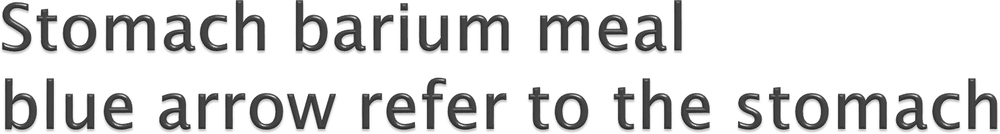 Stomach barium meal
blue arrow refer to the stomach